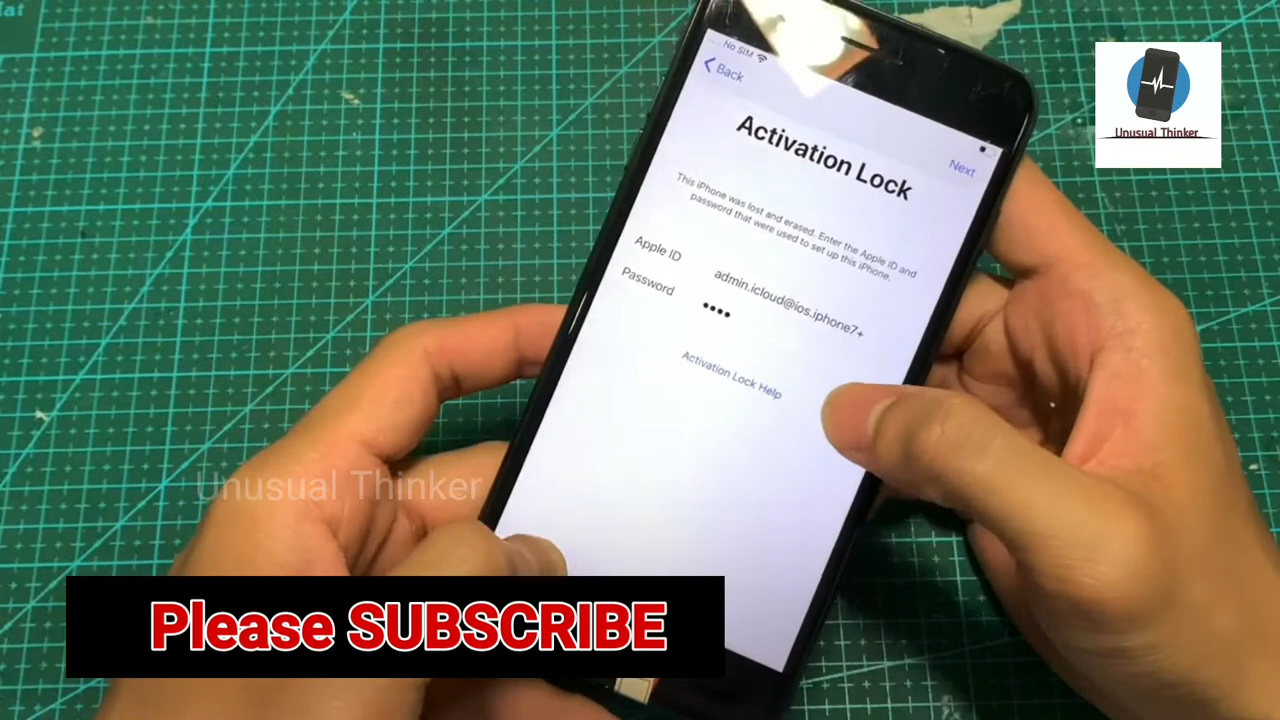 No SIM
Back
Next
Activation Lock
This iPhone was lost and erased. Enter the Apple ID and
password that were used to set up this iPhone.
Apple ID admin.icloud@ios.iphone7+
Password ••••
Activation Lock Help
Unusual Thinker
Unusual Thinker
Please SUBSCRIBE